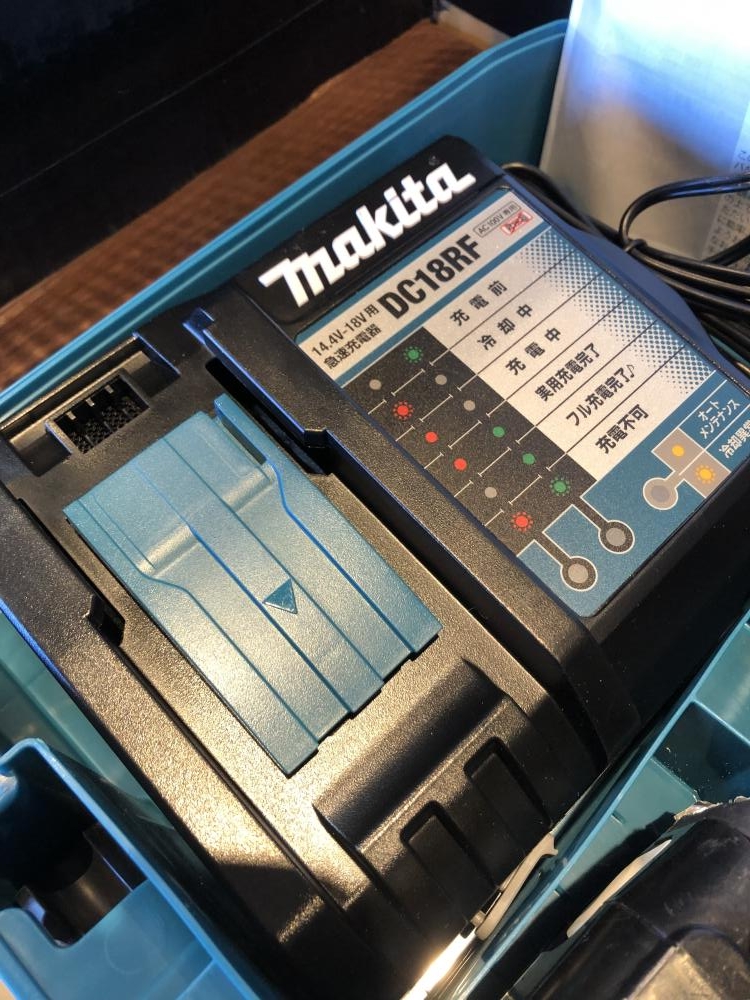 makita
14.4V-18V用
急速充電器
DC18RF
AC100V専用
充電前
冷却中
充電中
実用充電完了
フル充電完了♪
充電不可
オート
メンテナンス
冷却異常